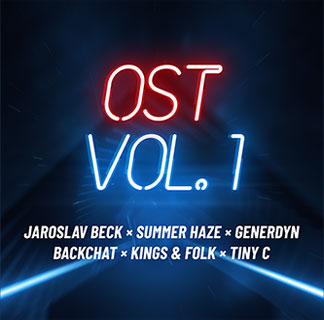 OST
VOL. 1
JAROSLAV BECK × SUMMER HAZE × GENERDYN
BACKCHAT × KINGS & FOLK × TINY C